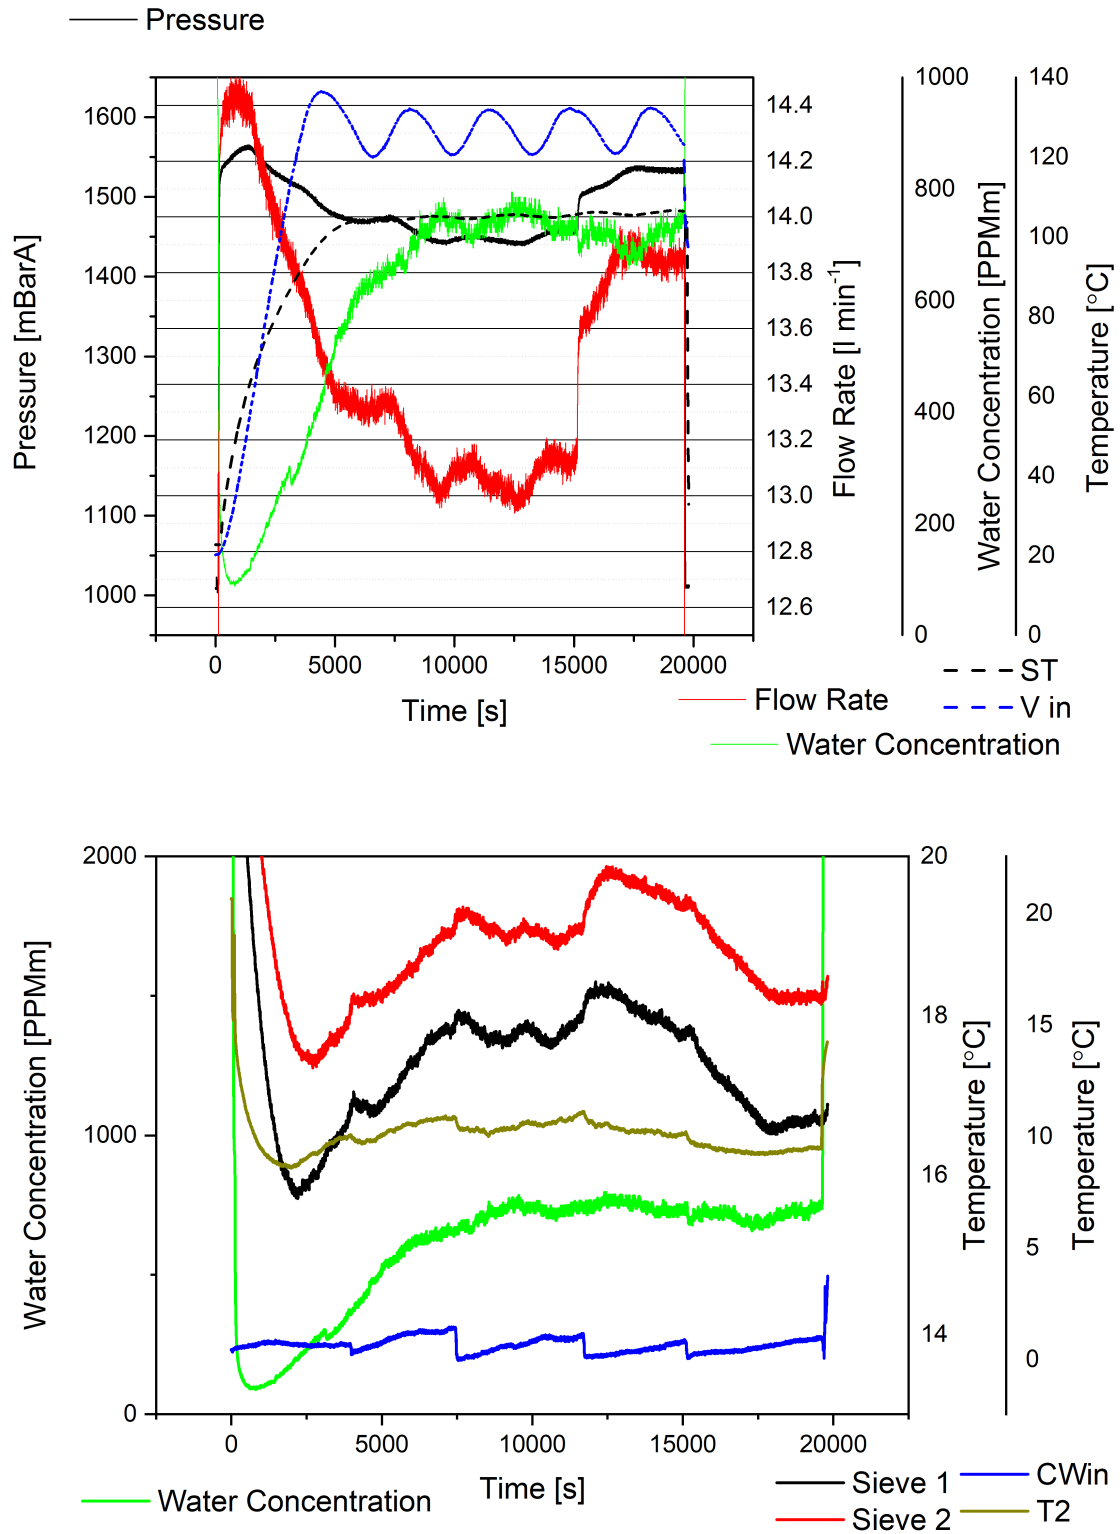 Pressure
1600
1500
1400
1300
1200
1100
1000
Pressure [mBarA]
14.4
14.2
14.0
13.8
13.6
13.4
13.2
13.0
12.8
12.6
Flow Rate [l min-1]
1000
800
600
400
200
0
Water Concentration [PPMm]
140
120
100
80
60
40
20
0
Temperature [°C]
0 5000 10000 15000 20000
Time [s]
ST
Flow Rate
V in
Water Concentration
2000
1000
0
Water Concentration [PPMm]
20
18
16
14
Temperature [°C]
20
15
10
5
0
Temperature [°C]
0 5000 10000 15000 20000
Time [s]
Water Concentration
Sieve 1
CWin
Sieve 2
T2